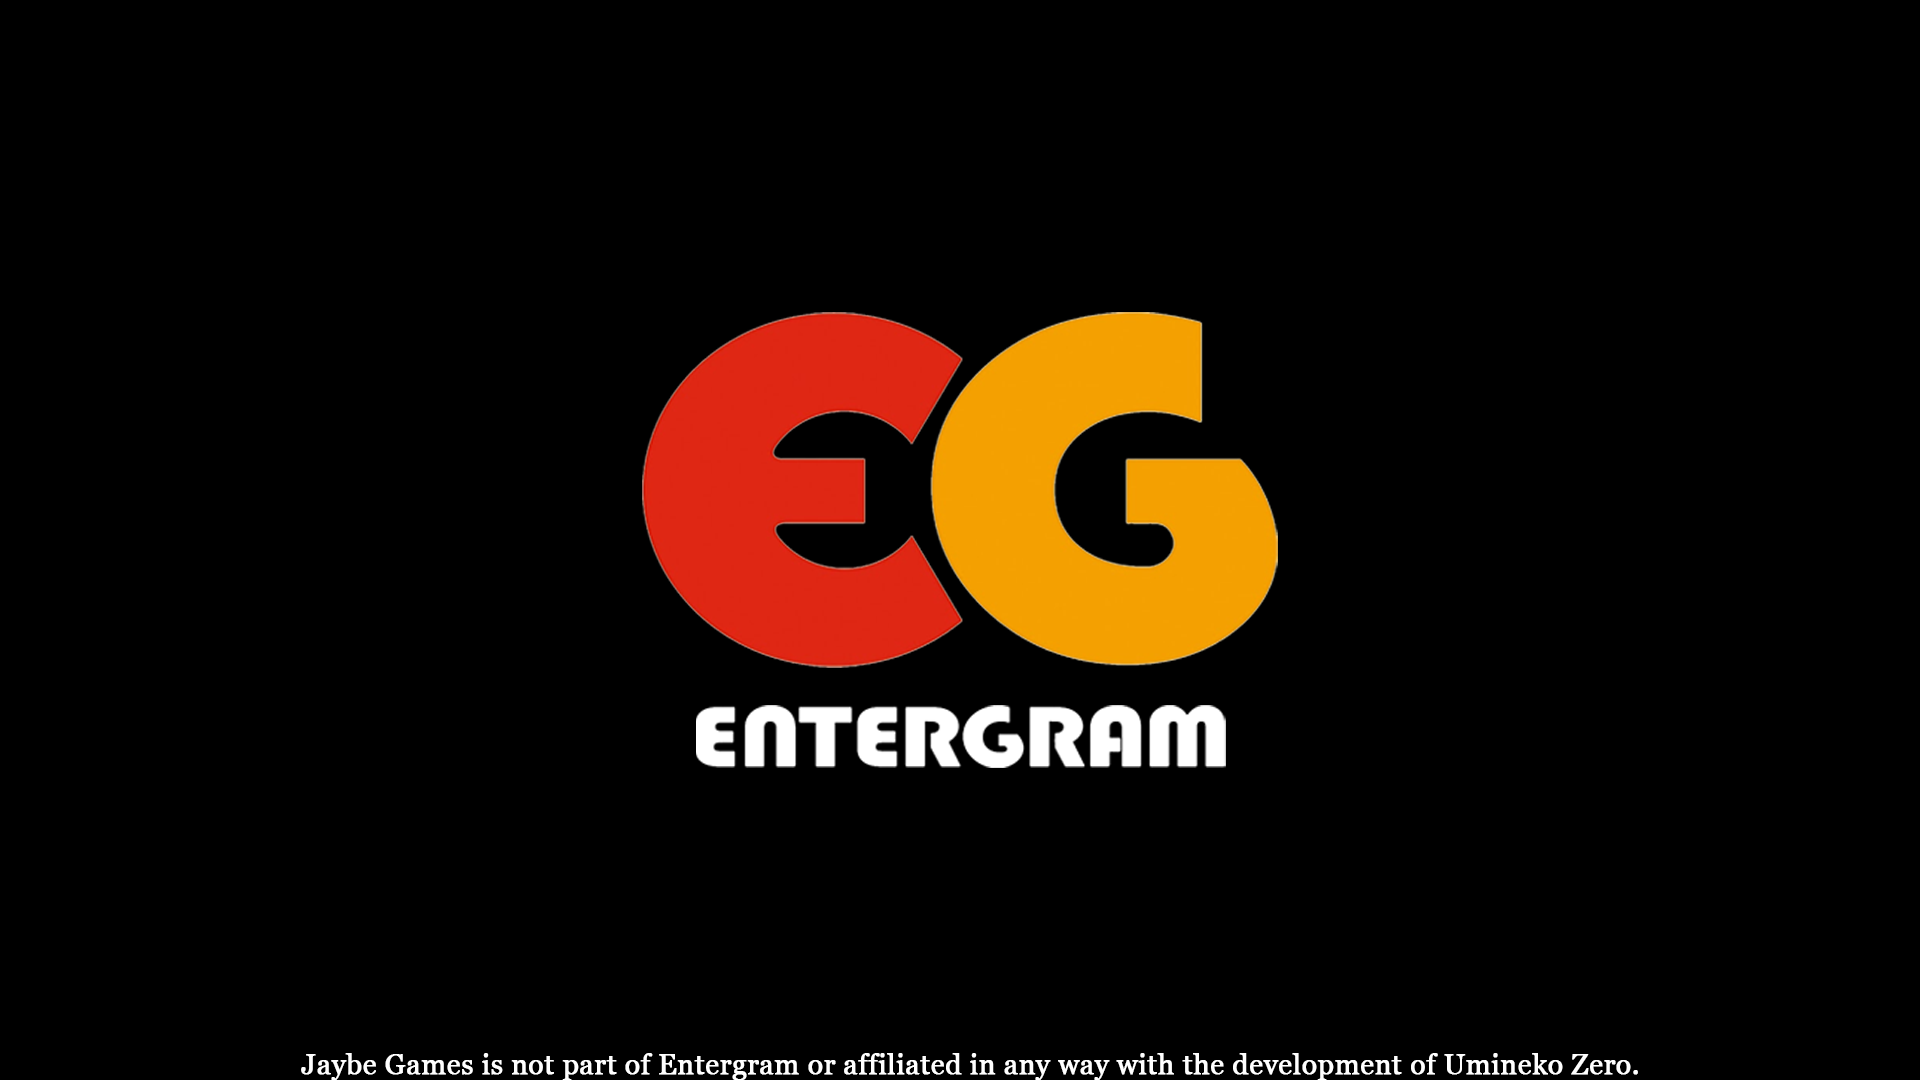 EG
ENTERGRAM
Jaybe Games is not part of Entergram or affiliated in any way with the development of Umineko Zero.